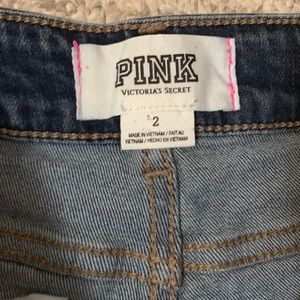 PINK
VICTORIA'S SECRET
2
MADE IN VIETNAM / FAIT AU
VIETNAM / HECHO EN VIETNAM